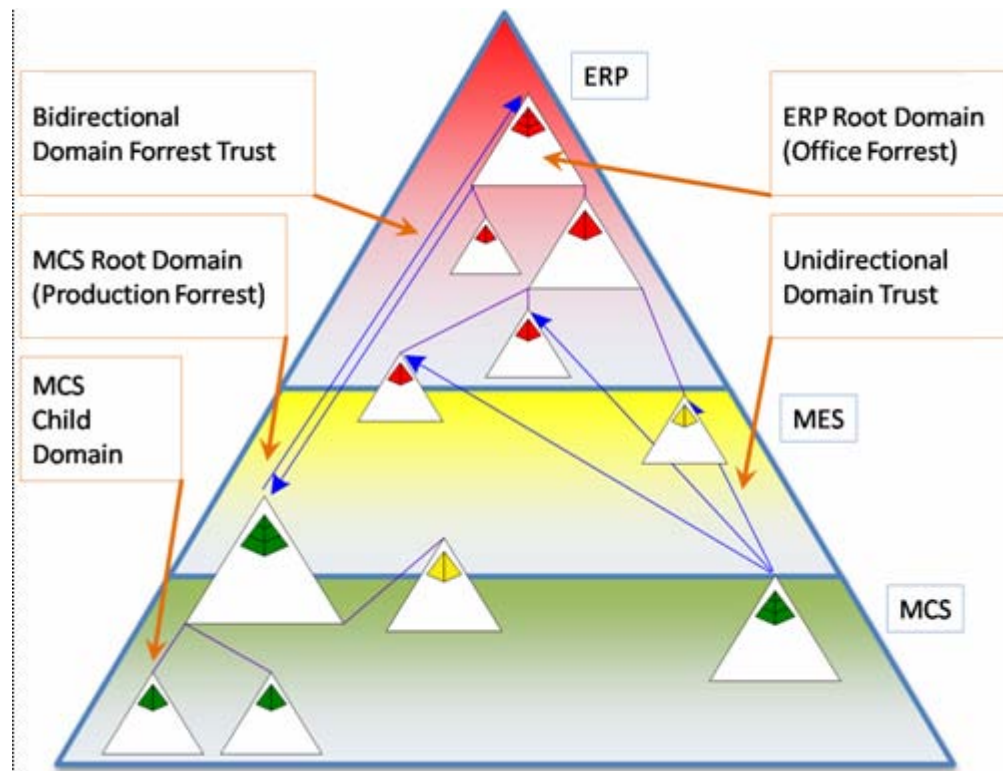 ERP
Bidirectional
Domain Forrest Trust
ERP Root Domain
(Office Forrest)
MCS Root Domain
(Production Forrest)
Unidirectional
Domain Trust
MCS
Child
Domain
MES
MCS